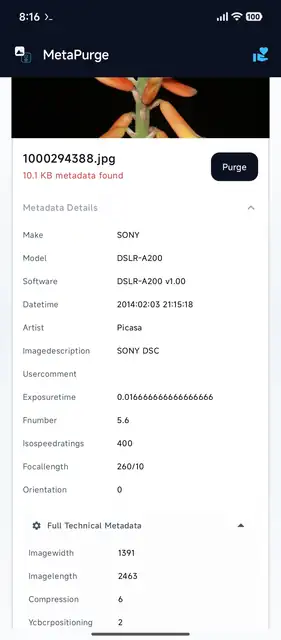 8:16 >_ 100
MetaPurge
1000294388.jpg
10.1 KB metadata found
Purge
Metadata Details
Make SONY
Model DSLR-A200
Software DSLR-A200 v1.00
Datetime 2014:02:03 21:15:18
Artist Picasa
Imagedescription SONY DSC
Usercomment
Exposuretime 0.016666666666666666
Fnumber 5.6
Isospeedratings 400
Focallength 260/10
Orientation 0
Full Technical Metadata
Imagewidth 1391
Imagelength 2463
Compression 6
Ycbcrpositioning 2